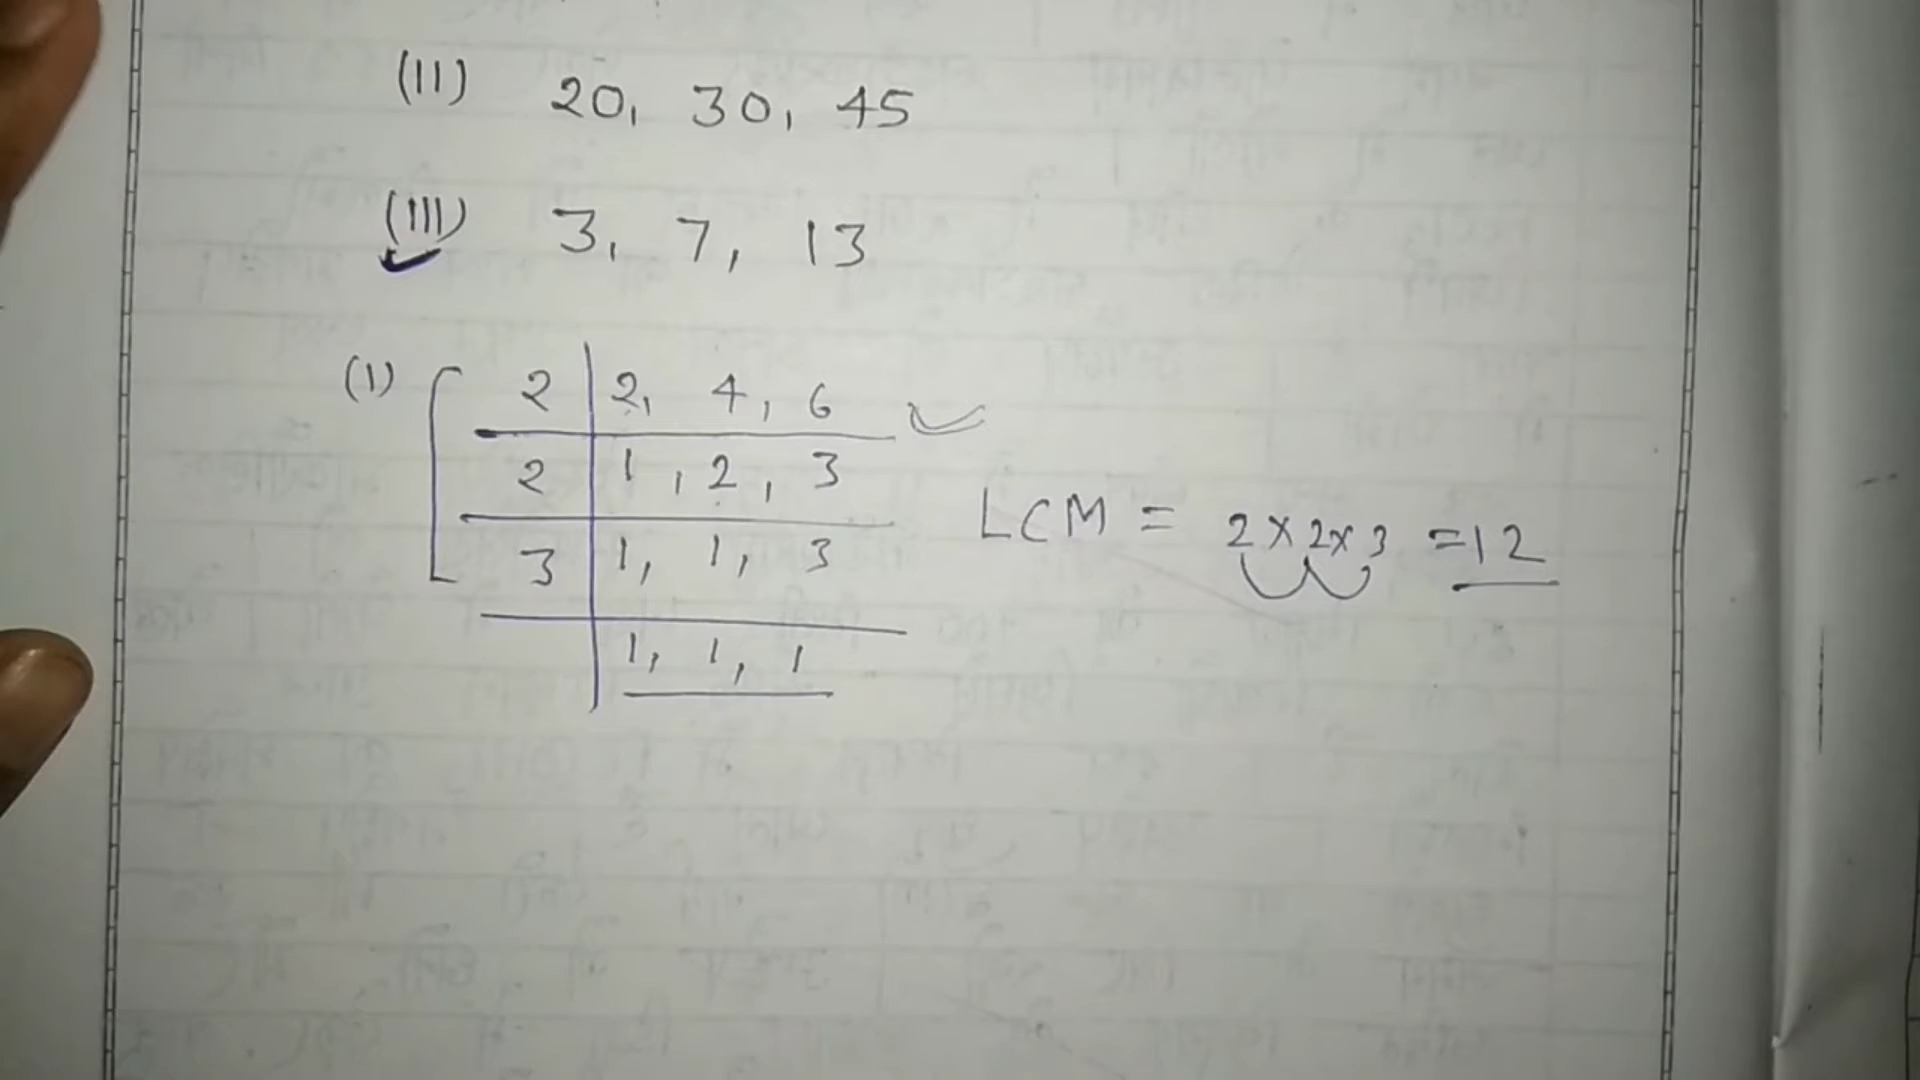 (II) 20, 30, 45
(III) 3, 7, 13
(1) 2 2, 4, 6
2 1, 2, 3
LCM = 2×2×3 =12
3 1, 1, 3
1, 1, 1